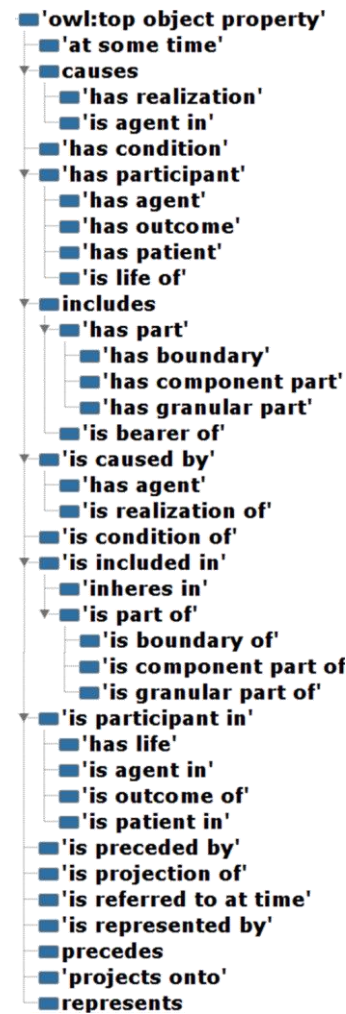 'owl:top object property'
'at some time'
causes
'has realization'
'is agent in'
'has condition'
'has participant'
'has agent'
'has outcome'
'has patient'
'is life of'
includes
'has part'
'has boundary'
'has component part'
'has granular part'
'is bearer of'
'is caused by'
'has agent'
'is realization of'
'is condition of'
'is included in'
'inheres in'
'is part of'
'is boundary of'
'is component part of
'is granular part of'
'is participant in'
'has life'
'is agent in'
'is outcome of'
'is patient in'
'is preceded by'
'is projection of'
'is referred to at time'
'is represented by'
precedes
'projects onto'
represents